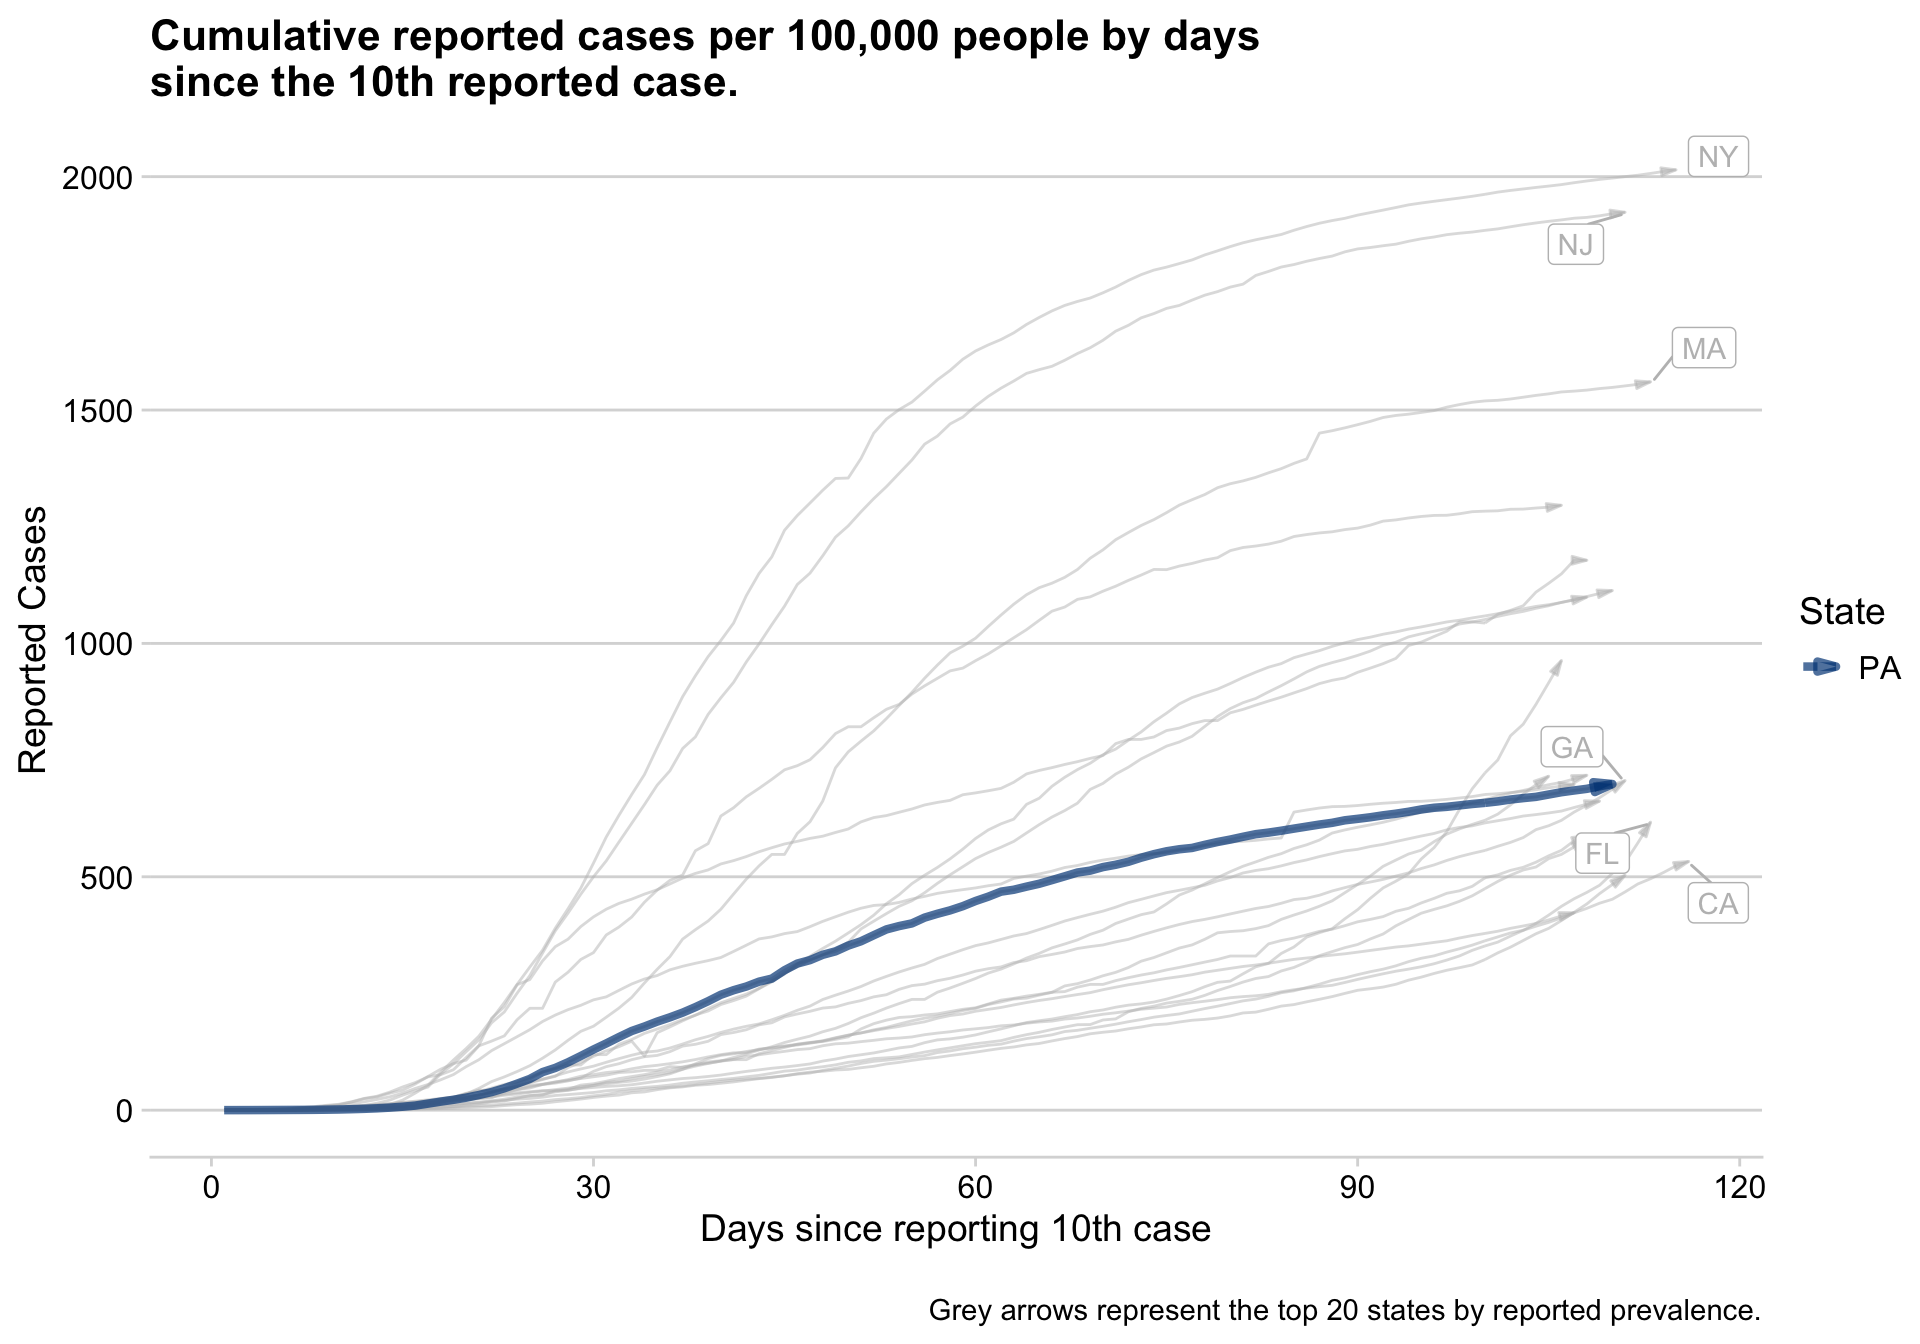 Cumulative reported cases per 100,000 people by days
since the 10th reported case.
2000
1500
1000
500
0
Reported Cases
NY
NJ
MA
GA
FL
CA
State
PA
0 30 60 90 120
Days since reporting 10th case
Grey arrows represent the top 20 states by reported prevalence.